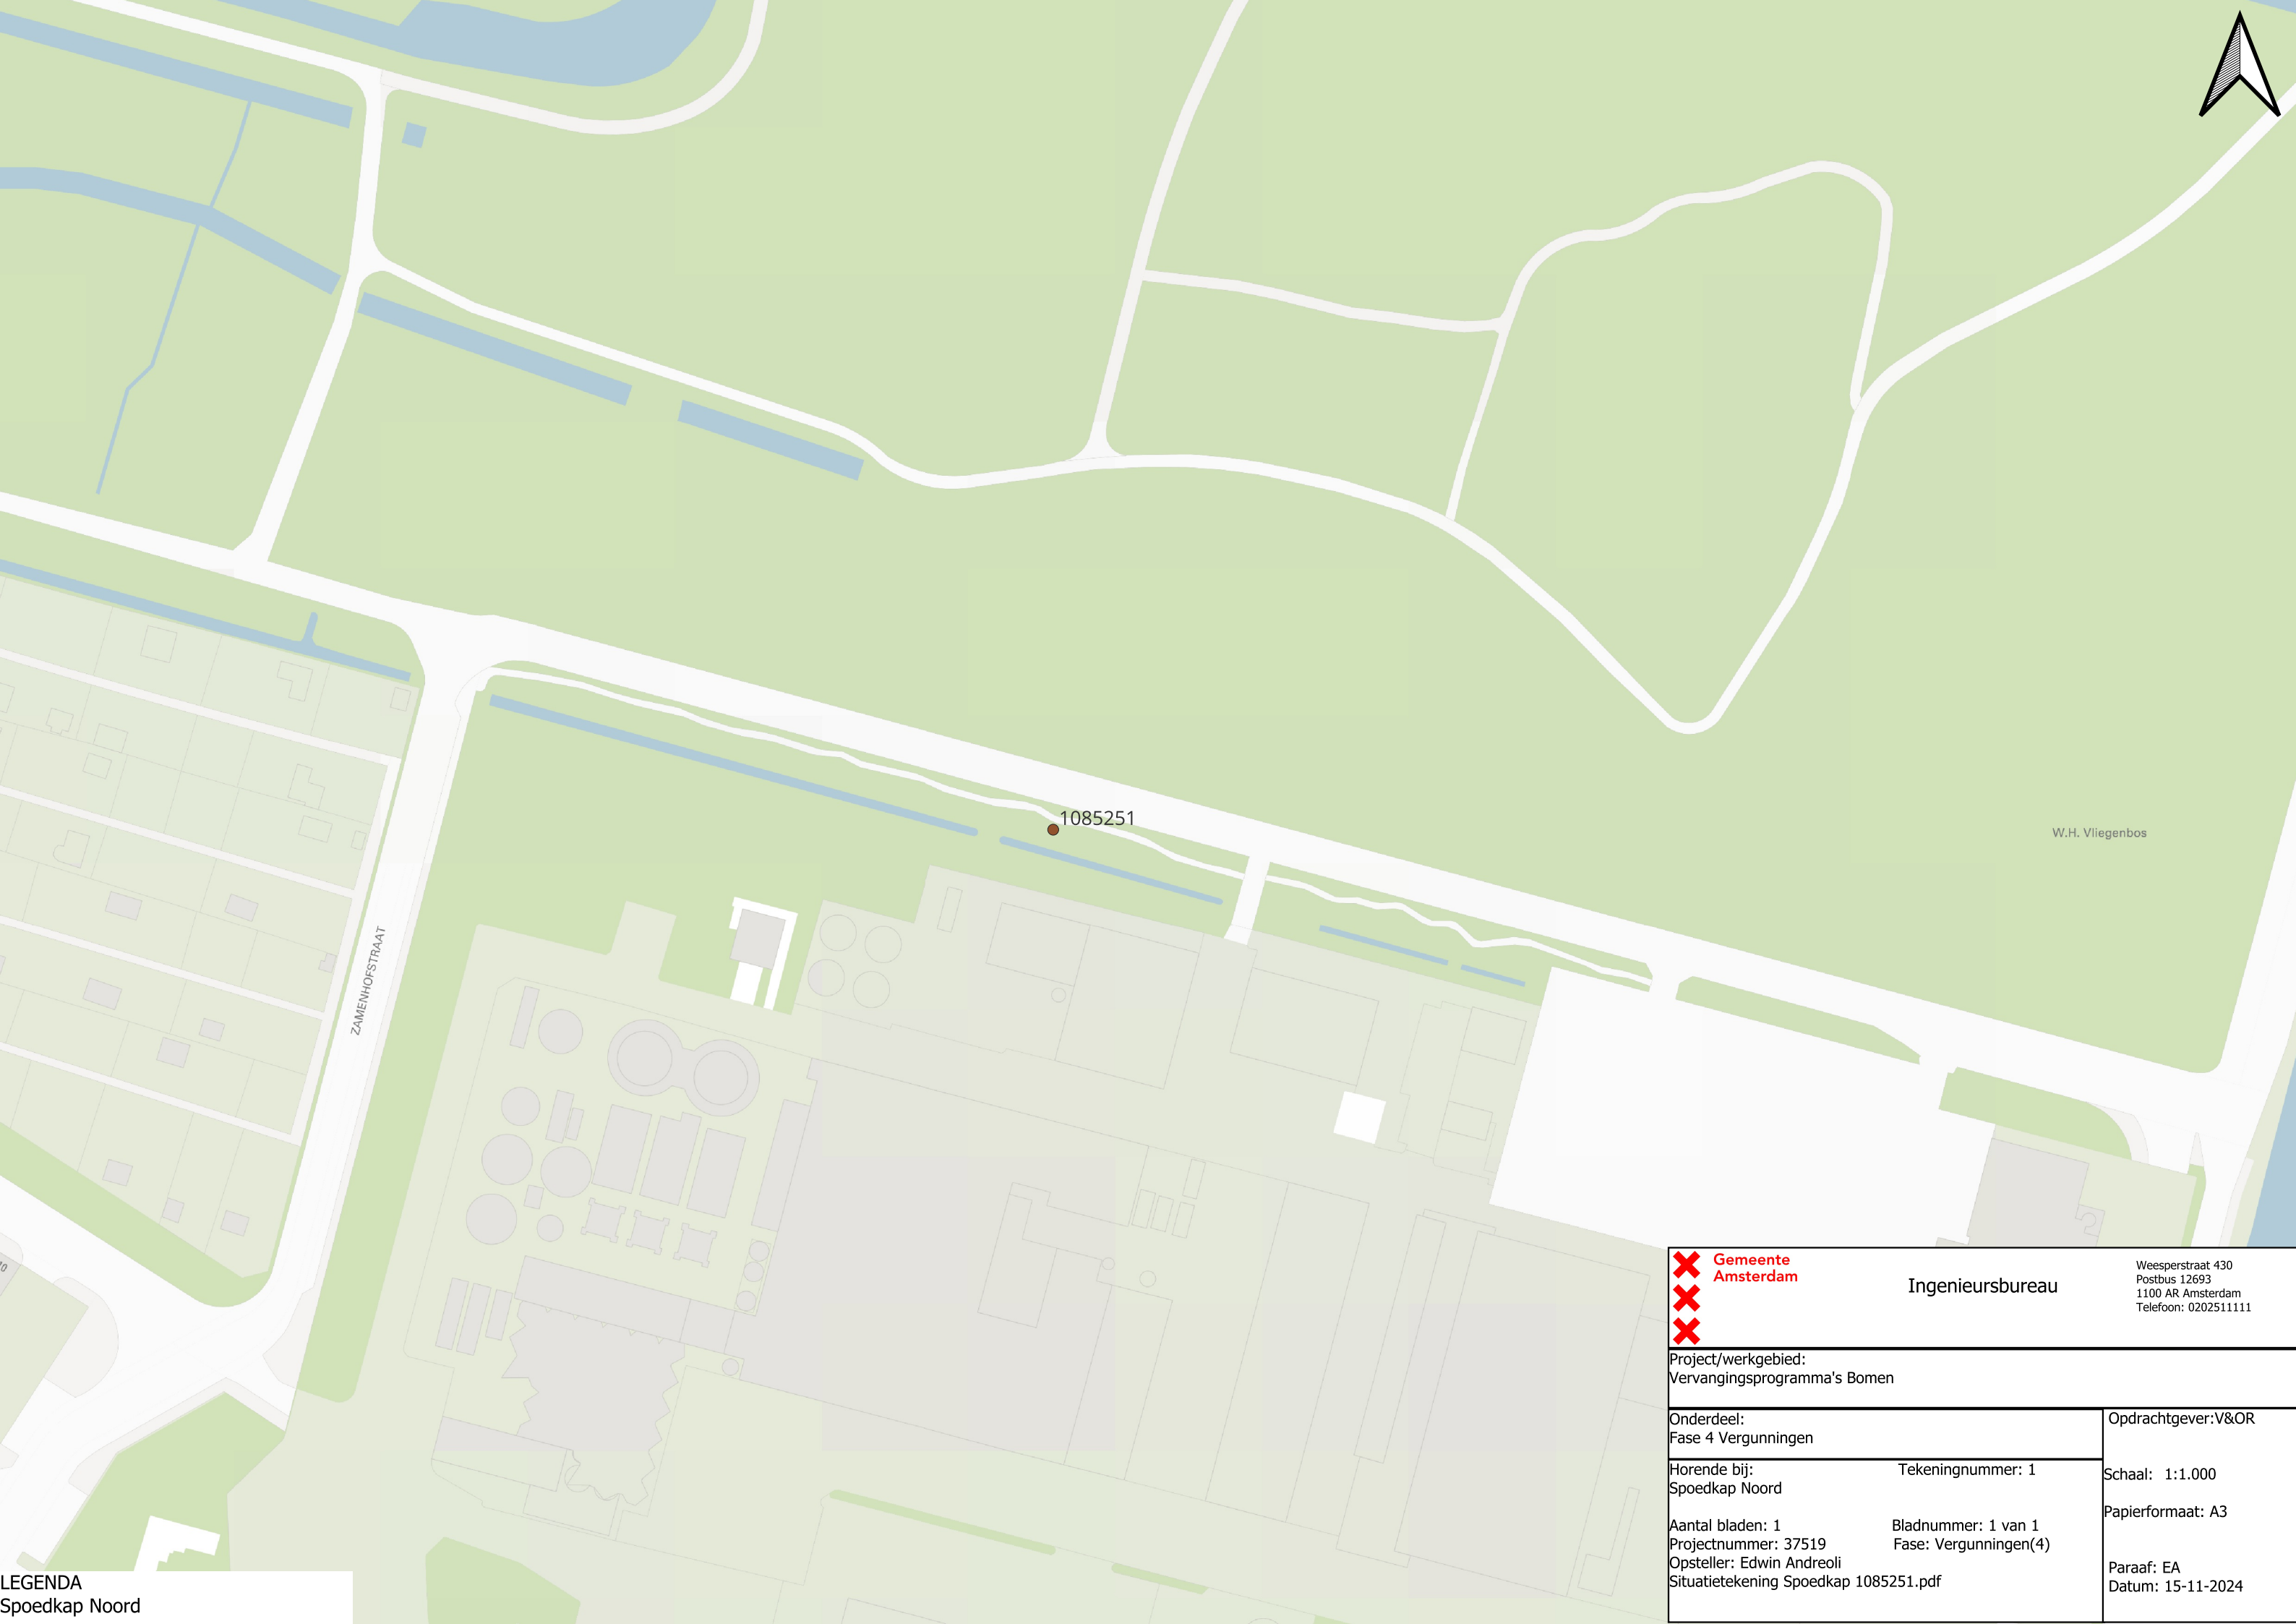 1085251
W.H. Vliegenbos
ZAMENHOFSTRAAT
Gemeente
Amsterdam
Ingenieursbureau
Weesperstraat 430
Postbus 12693
1100 AR Amsterdam
Telefoon: 0202511111
Project/werkgebied:
Vervangingsprogramma's Bomen
Onderdeel:
Fase 4 Vergunningen
Opdrachtgever:V&OR
Horende bij:
Spoedkap Noord
Tekeningnummer: 1
Schaal: 1:1.000
Papierformaat: A3
Aantal bladen: 1
Bladnummer: 1 van 1
Projectnummer: 37519
Fase: Vergunningen(4)
Opsteller: Edwin Andreoli
Situatietekening Spoedkap 1085251.pdf
Paraaf: EA
Datum: 15-11-2024
LEGENDA
Spoedkap Noord